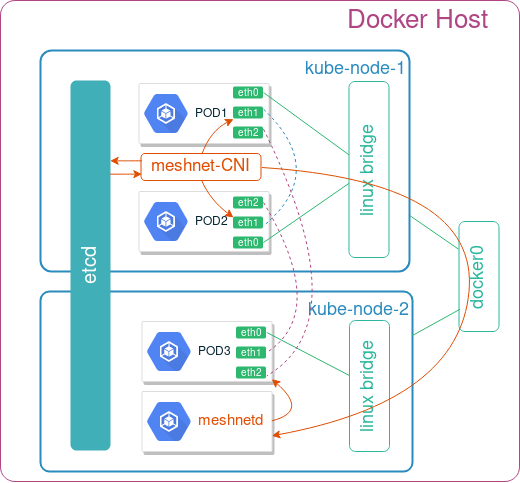 Docker Host
kube-node-1
eth0
POD1
eth1
eth2
meshnet-CNI
eth2
POD2
eth1
eth0
linux bridge
etcd
docker0
kube-node-2
eth0
POD3
eth1
eth2
linux bridge
meshnetd